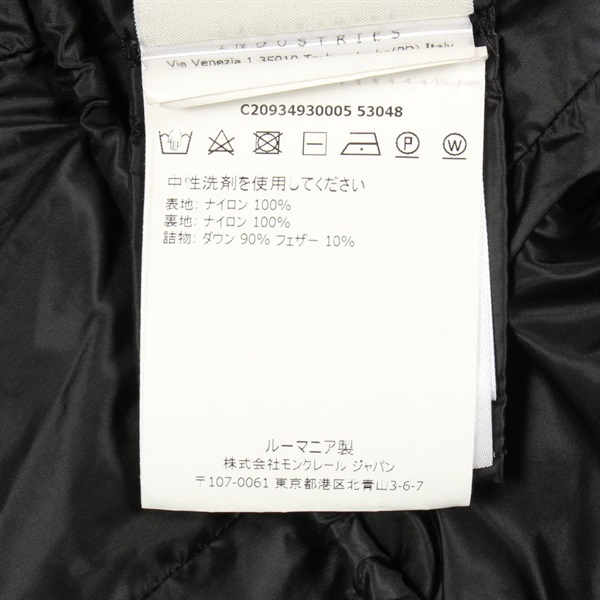 INDUSTRIES
Via Venezia 1 35010 (PD) Italy
C20934930005 53048
P W
中性洗剤を使用してください
表地: ナイロン 100%
裏地: ナイロン 100%
詰物: ダウン 90% フェザー 10%
ルーマニア製
株式会社モンクレール ジャパン
〒107-0061 東京都港区北青山3-6-7